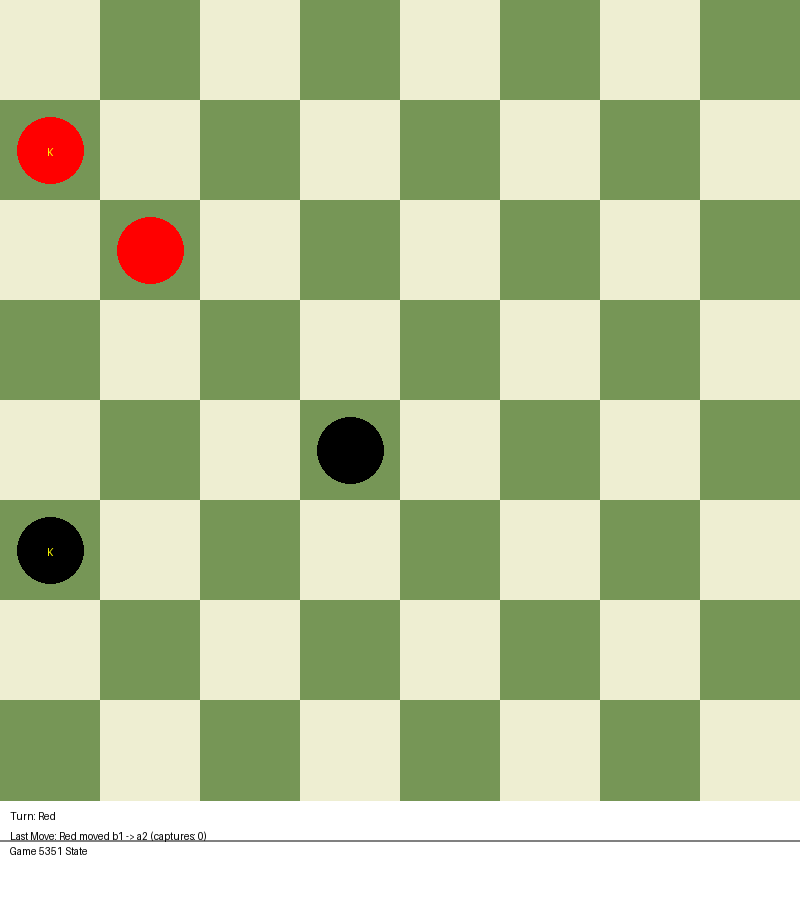 K
K
Turn: Red
Last Move: Red moved b1 -> a2 (captures: 0)
Game 5351 State